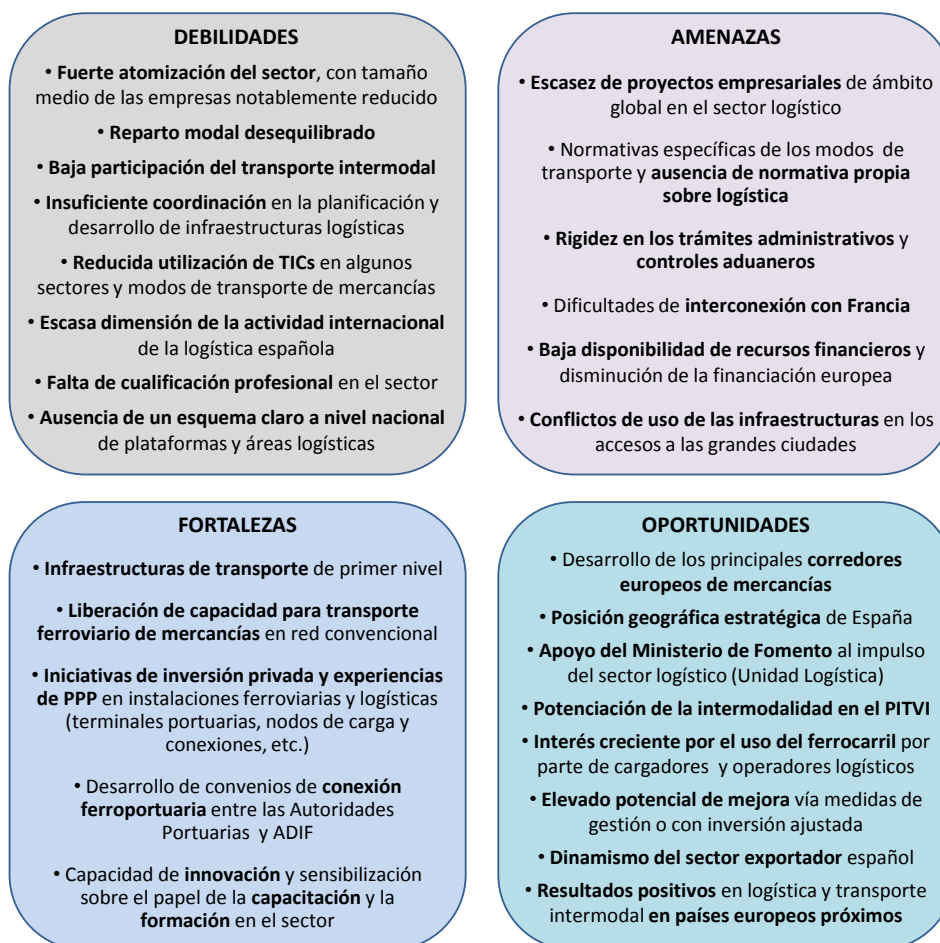 DEBILIDADES
• Fuerte atomización del sector, con tamaño
medio de las empresas notablemente reducido
• Reparto modal desequilibrado
• Baja participación del transporte intermodal
• Insuficiente coordinación en la planificación y
desarrollo de infraestructuras logísticas
• Reducida utilización de TICs en algunos
sectores y modos de transporte de mercancías
• Escasa dimensión de la actividad internacional
de la logística española
• Falta de cualificación profesional en el sector
• Ausencia de un esquema claro a nivel nacional
de plataformas y áreas logísticas
AMENAZAS
• Escasez de proyectos empresariales de ámbito
global en el sector logístico
• Normativas específicas de los modos de
transporte y ausencia de normativa propia
sobre logística
• Rigidez en los trámites administrativos y
controles aduaneros
• Dificultades de interconexión con Francia
• Baja disponibilidad de recursos financieros y
disminución de la financiación europea
• Conflictos de uso de las infraestructuras en los
accesos a las grandes ciudades
FORTALEZAS
• Infraestructuras de transporte de primer nivel
• Liberación de capacidad para transporte
ferroviario de mercancías en red convencional
• Iniciativas de inversión privada y experiencias
de PPP en instalaciones ferroviarias y logísticas
(terminales portuarias, nodos de carga y
conexiones, etc.)
• Desarrollo de convenios de conexión
ferroportuaria entre las Autoridades
Portuarias y ADIF
• Capacidad de innovación y sensibilización
sobre el papel de la capacitación y la
formación en el sector
OPORTUNIDADES
• Desarrollo de los principales corredores
europeos de mercancías
• Posición geográfica estratégica de España
• Apoyo del Ministerio de Fomento al impulso
del sector logístico (Unidad Logística)
• Potenciación de la intermodalidad en el PITVI
• Interés creciente por el uso del ferrocarril por
parte de cargadores y operadores logísticos
• Elevado potencial de mejora vía medidas de
gestión o con inversión ajustada
• Dinamismo del sector exportador español
• Resultados positivos en logística y transporte
intermodal en países europeos próximos